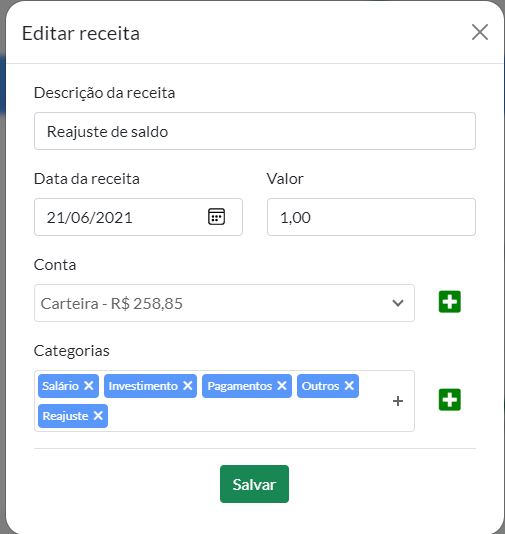 Editar receita
Descrição da receita
Reajuste de saldo
Data da receita Valor
21/06/2021 1,00
Conta
Carteira - R$ 258,85
Categorias
Salário Investimento Pagamentos Outros
Reajuste
Salvar